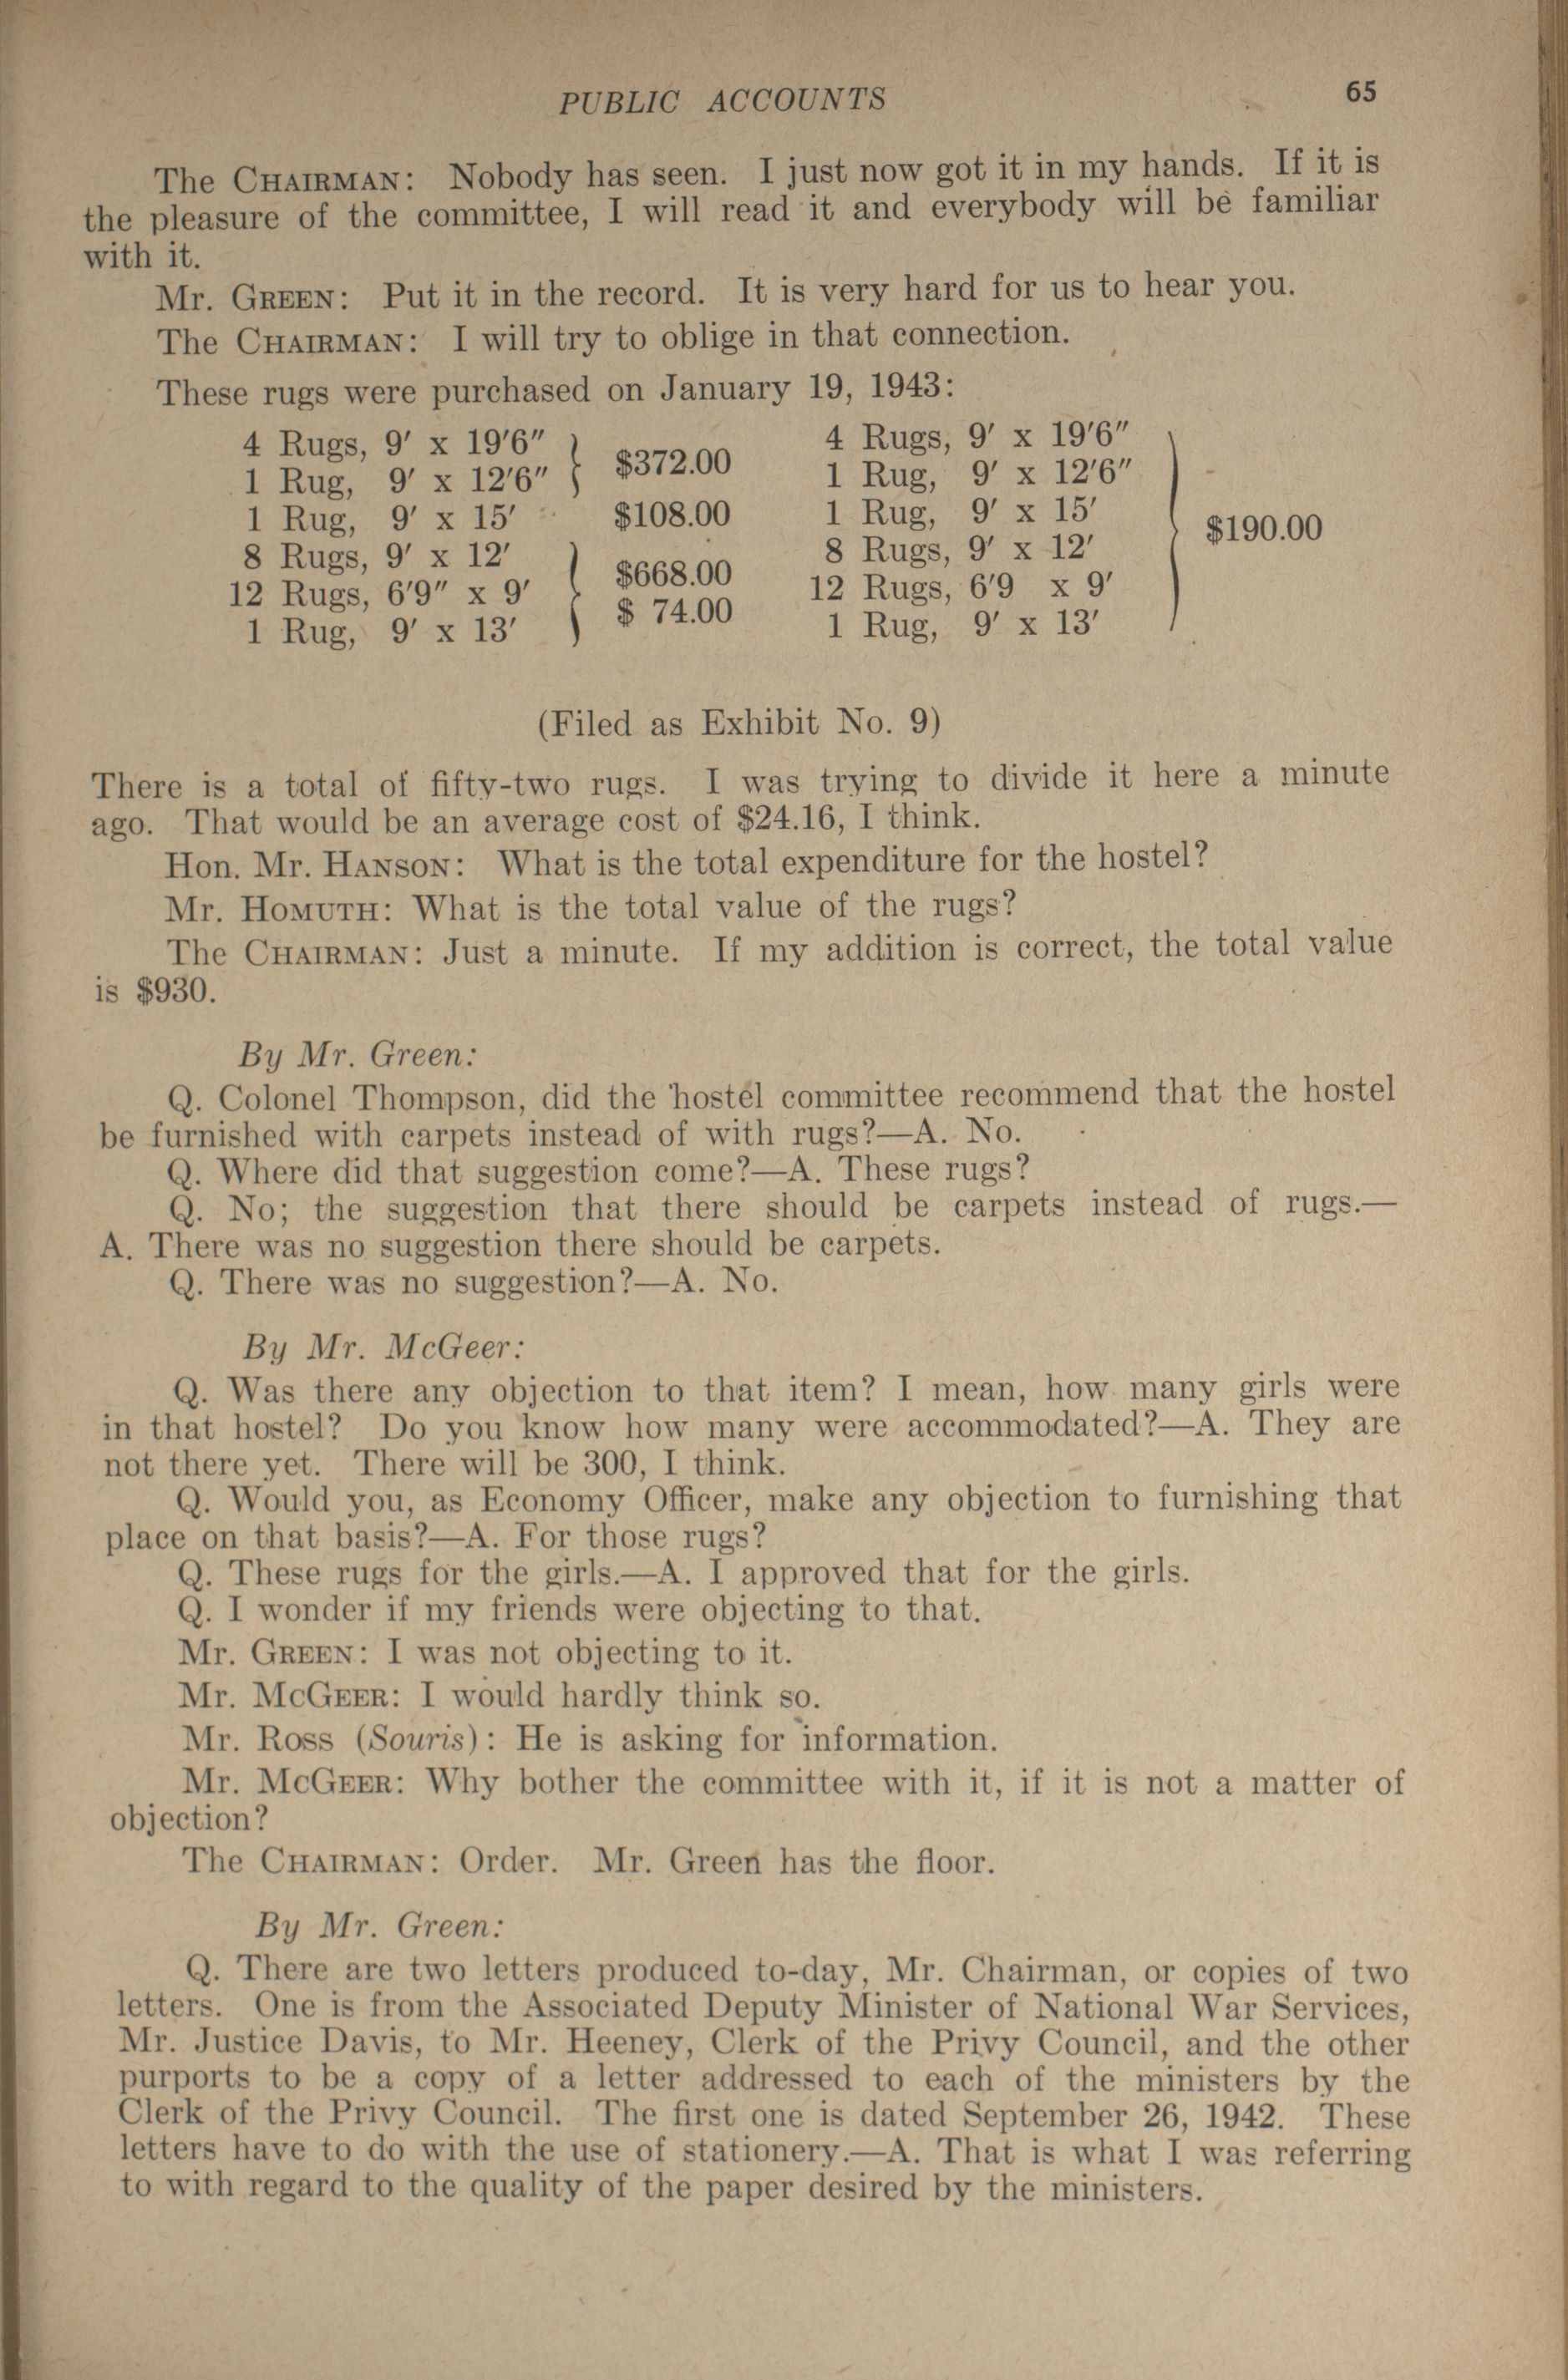 PUBLIC ACCOUNTS 65
The CHAIRMAN: Nobody has seen. I just now got it in my hands. If it is
the pleasure of the committee, I will read it and everybody will be familiar
with it.
Mr. GREEN: Put it in the record. It is very hard for us to hear you.
The CHAIRMAN: I will try to oblige in that connection.
These rugs were purchased on January 19, 1943:
4 Rugs, 9′ x 19′6″ 4 Rugs, 9′ x 19′6″
1 Rug, 9′ x 12′6″ $372.00 1 Rug, 9′ x 12′6″
1 Rug, 9′ x 15′ $108.00 1 Rug, 9′ x 15′
8 Rugs, 9′ x 12′ 8 Rugs, 9′ x 12′ $190.00
12 Rugs, 6′9″ x 9′ $668.00 12 Rugs, 6′9 x 9′
1 Rug, 9′ x 13′ $ 74.00 1 Rug, 9′ x 13′
(Filed as Exhibit No. 9)
There is a total of fifty-two rugs. I was trying to divide it here a minute
ago. That would be an average cost of $24.16, I think.
Hon. Mr. HANSON: What is the total expenditure for the hostel?
Mr. HOMUTH: What is the total value of the rugs?
The CHAIRMAN: Just a minute. If my addition is correct, the total value
is $930.
By Mr. Green:
Q. Colonel Thompson, did the hostel committee recommend that the hostel
be furnished with carpets instead of with rugs?—A. No.
Q. Where did that suggestion come?—A. These rugs?
Q. No; the suggestion that there should be carpets instead of rugs.—
A. There was no suggestion there should be carpets.
Q. There was no suggestion?—A. No.
By Mr. McGeer:
Q. Was there any objection to that item? I mean, how many girls were
in that hostel? Do you know how many were accommodated?—A. They are
not there yet. There will be 300, I think.
Q. Would you, as Economy Officer, make any objection to furnishing that
place on that basis?—A. For those rugs?
Q. These rugs for the girls.—A. I approved that for the girls.
Q. I wonder if my friends were objecting to that.
Mr. GREEN: I was not objecting to it.
Mr. McGEER: I would hardly think so.
Mr. Ross (Souris): He is asking for information.
Mr. McGEER: Why bother the committee with it, if it is not a matter of
objection?
The CHAIRMAN: Order. Mr. Green has the floor.
By Mr. Green:
Q. There are two letters produced to-day, Mr. Chairman, or copies of two
letters. One is from the Associated Deputy Minister of National War Services,
Mr. Justice Davis, to Mr. Heeney, Clerk of the Privy Council, and the other
purports to be a copy of a letter addressed to each of the ministers by the
Clerk of the Privy Council. The first one is dated September 26, 1942. These
letters have to do with the use of stationery.—A. That is what I was referring
to with regard to the quality of the paper desired by the ministers.